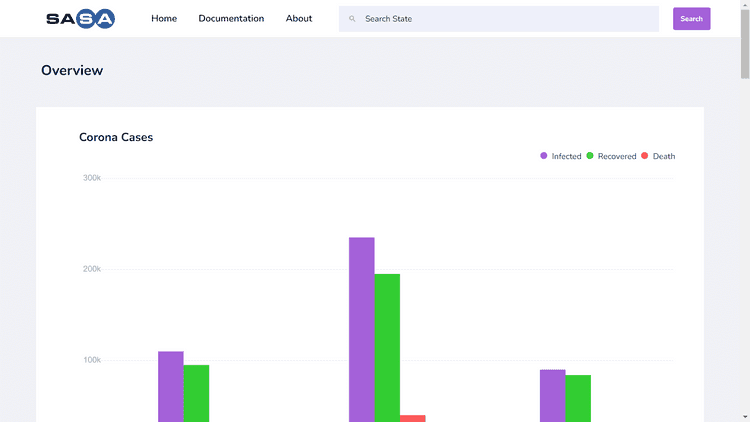 SASA
Home
Documentation
About
Search State
Search
Overview
Corona Cases
Infected
Recovered
Death
300k
200k
100k